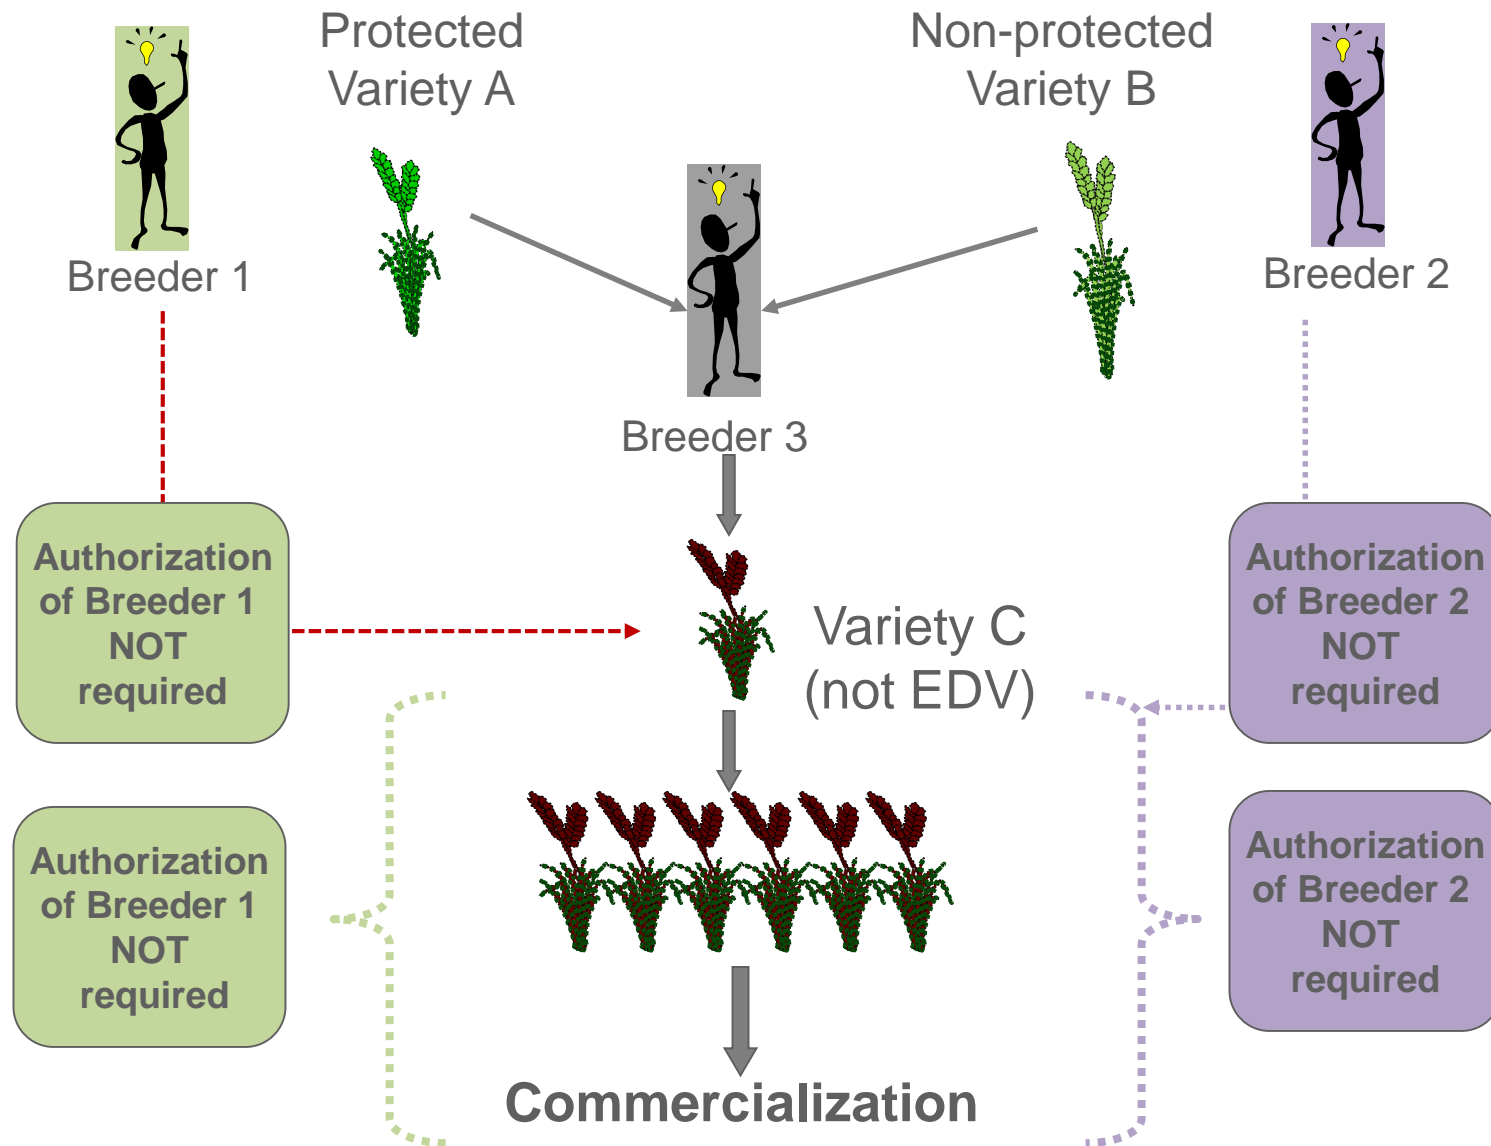 Protected
Variety A
Non-protected
Variety B
Breeder 1
Breeder 2
Breeder 3
Authorization
of Breeder 1
NOT
required
Variety C
(not EDV)
Authorization
of Breeder 2
NOT
required
Authorization
of Breeder 1
NOT
required
Authorization
of Breeder 2
NOT
required
Commercialization